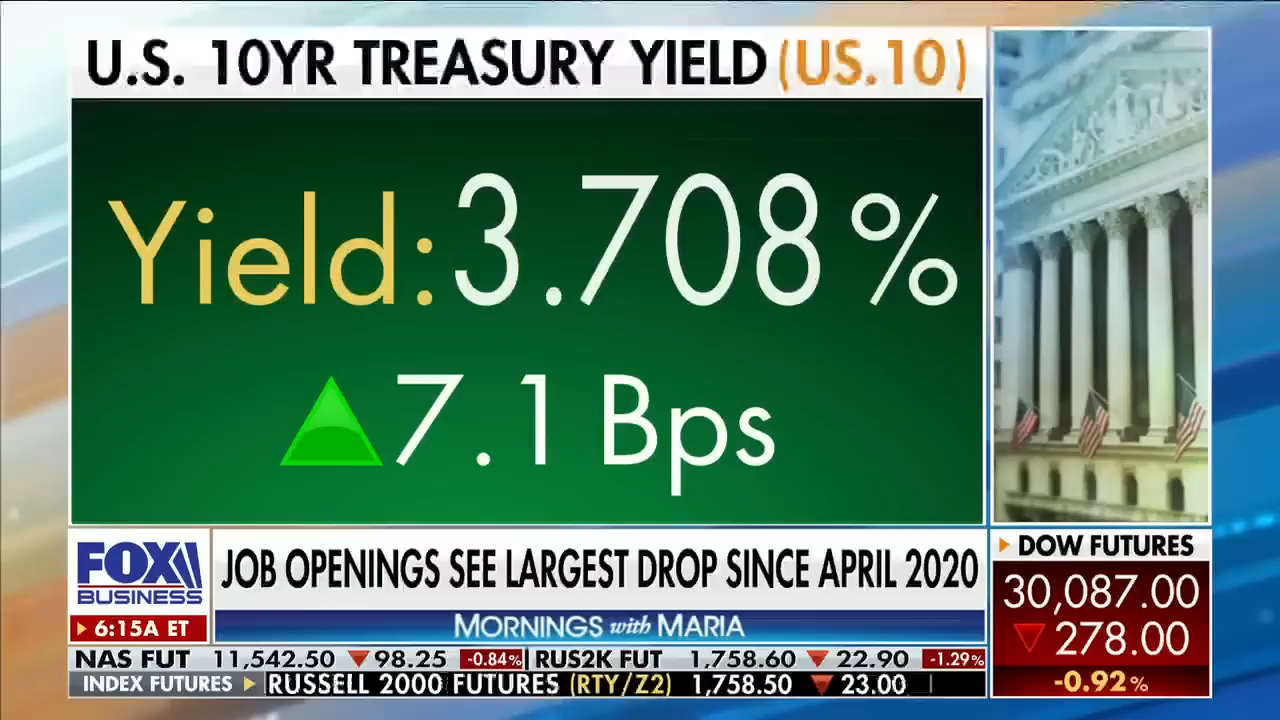 U.S. 10YR TREASURY YIELD (US.10)
Yield: 3.708%
▲7.1 Bps
FOX BUSINESS
6:15A ET
JOB OPENINGS SEE LARGEST DROP SINCE APRIL 2020
MORNINGS with MARIA
DOW FUTURES
30,087.00
▼ 278.00
-0.92%
NAS FUT 11,542.50 ▼ 98.25 -0.84% RUS2K FUT 1,758.60 ▼ 22.90 -1.29%
INDEX FUTURES RUSSELL 2000 FUTURES (RTY/Z2) 1,758.50 ▼ 23.00